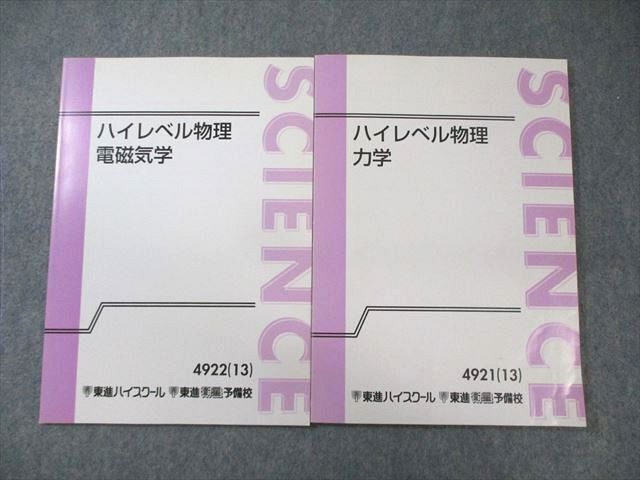 ハイレベル物理
電磁気学
SCIENCE
4922(13)
東進ハイスクール 東進衛星予備校
ハイレベル物理
力学
SCIENCE
4921(13)
東進ハイスクール 東進衛星予備校